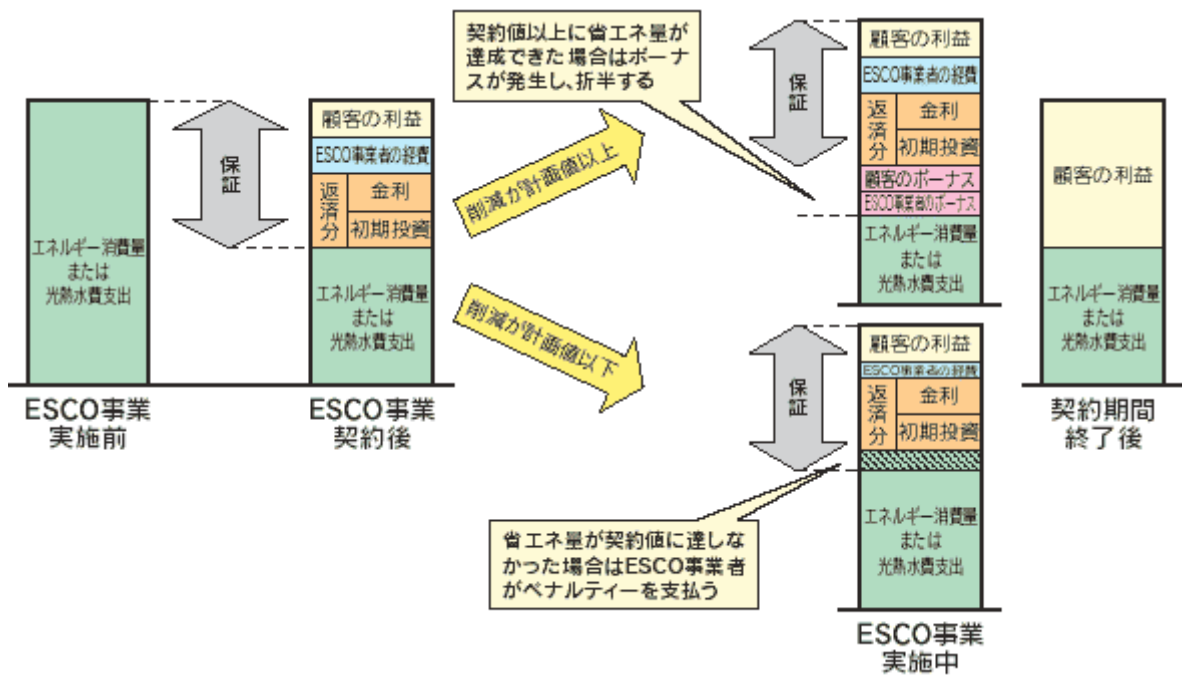 エネルギー消費量
または
光熱水費支出
ESCO事業
実施前
保証
顧客の利益
ESCO事業者の経費
返済分
金利
初期投資
エネルギー消費量
または
光熱水費支出
ESCO事業
契約後
削減が計画値以上
削減が計画値以下
契約値以上に省エネ量が
達成できた場合はボーナ
スが発生し、折半する
保証
顧客の利益
ESCO事業者の経費
返済分
金利
初期投資
顧客のボーナス
ESCO事業者のボーナス
エネルギー消費量
または
光熱水費支出
省エネ量が契約値に達しな
かった場合はESCO事業者
がペナルティーを支払う
保証
顧客の利益
ESCO事業者の経費
返済分
金利
初期投資
エネルギー消費量
または
光熱水費支出
ESCO事業
実施中
顧客の利益
エネルギー消費量
または
光熱水費支出
契約期間
終了後